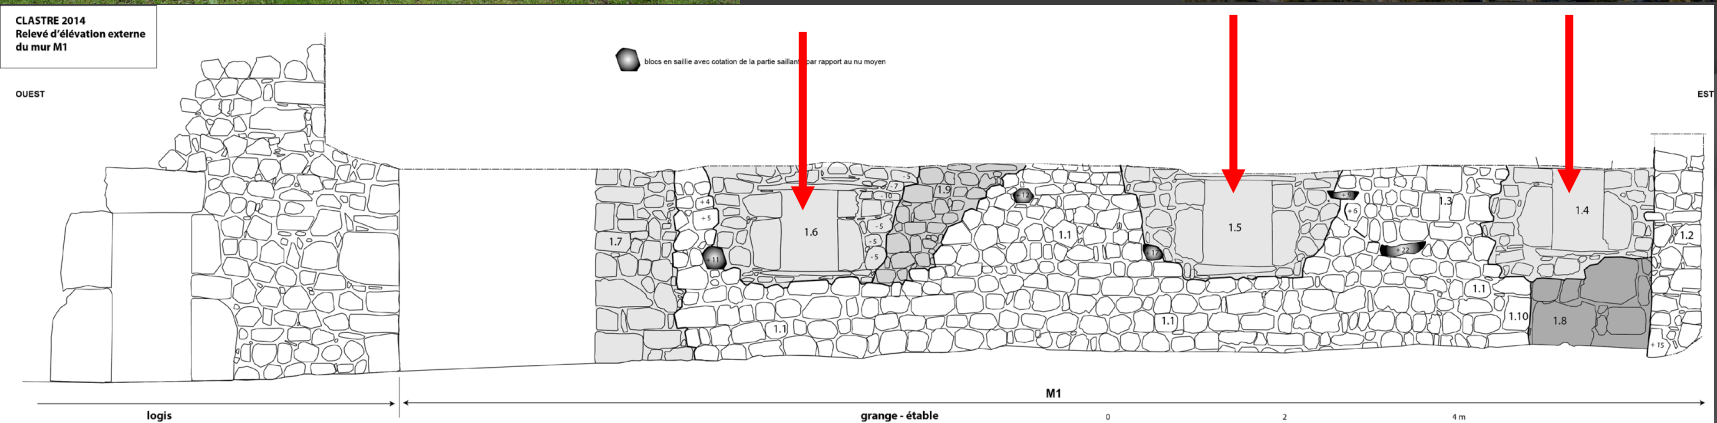 CLASTRE 2014
Relevé d'élévation externe
du mur M1
blocs en saillie avec cotation de la partie saillante par rapport au nu moyen
OUEST
EST
- 5
- 7
- 10
1.9
+ 4
+ 5
1.7
1.6
- 5
- 5
- 5
+ 11
1.1
1.1
1.5
+ 6
1.3
+ 22
1.4
1.2
1.1
1.1
1.10
1.8
+ 15
M1
logis
grange - étable
0 2 4 m